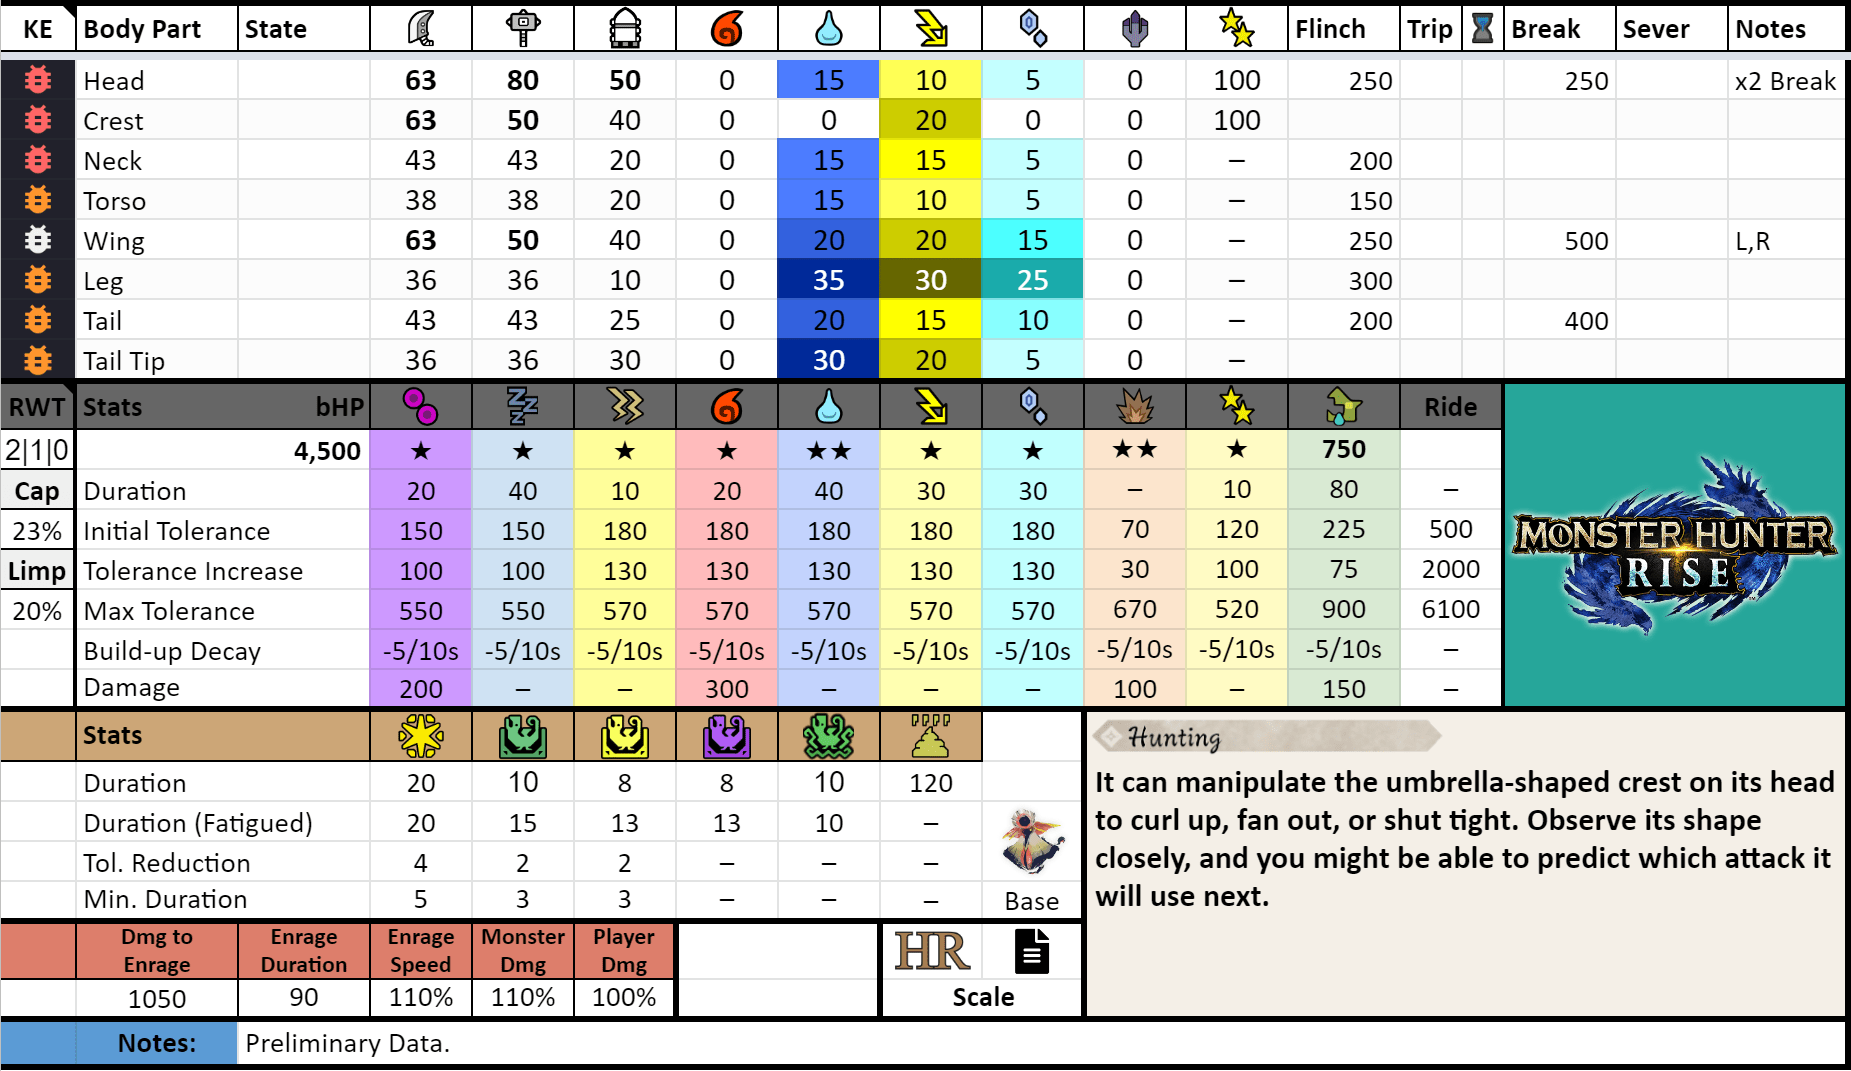 KE Body Part State Flinch Trip Break Sever Notes
Head 63 80 50 0 15 10 5 0 100 250 250 x2 Break
Crest 63 50 40 0 0 20 0 0 100
Neck 43 43 20 0 15 15 5 0 – 200
Torso 38 38 20 0 15 10 5 0 – 150
Wing 63 50 40 0 20 20 15 0 – 250 500 L,R
Leg 36 36 10 0 35 30 25 0 – 300
Tail 43 43 25 0 20 15 10 0 – 200 400
Tail Tip 36 36 30 0 30 20 5 0 –
RWT Stats bHP Ride
2|1|0 4,500 ★ ★ ★ ★ ★★ ★ ★ ★★ ★ 750
Cap Duration 20 40 10 20 40 30 30 – 10 80 –
23% Initial Tolerance 150 150 180 180 180 180 180 70 120 225 500
Limp Tolerance Increase 100 100 130 130 130 130 130 30 100 75 2000
20% Max Tolerance 550 550 570 570 570 570 570 670 520 900 6100
Build-up Decay -5/10s -5/10s -5/10s -5/10s -5/10s -5/10s -5/10s -5/10s -5/10s -5/10s –
Damage 200 – – 300 – – – 100 – 150 –
MONSTER HUNTER
RISE
Stats
Duration 20 10 8 8 10 120
Duration (Fatigued) 20 15 13 13 10 –
Tol. Reduction 4 2 2 – – –
Min. Duration 5 3 3 – – – Base
Hunting
It can manipulate the umbrella-shaped crest on its head
to curl up, fan out, or shut tight. Observe its shape
closely, and you might be able to predict which attack it
will use next.
Dmg to Enrage Enrage Monster Player
Enrage Duration Speed Dmg Dmg
HR
1050 90 110% 110% 100% Scale
Notes: Preliminary Data.